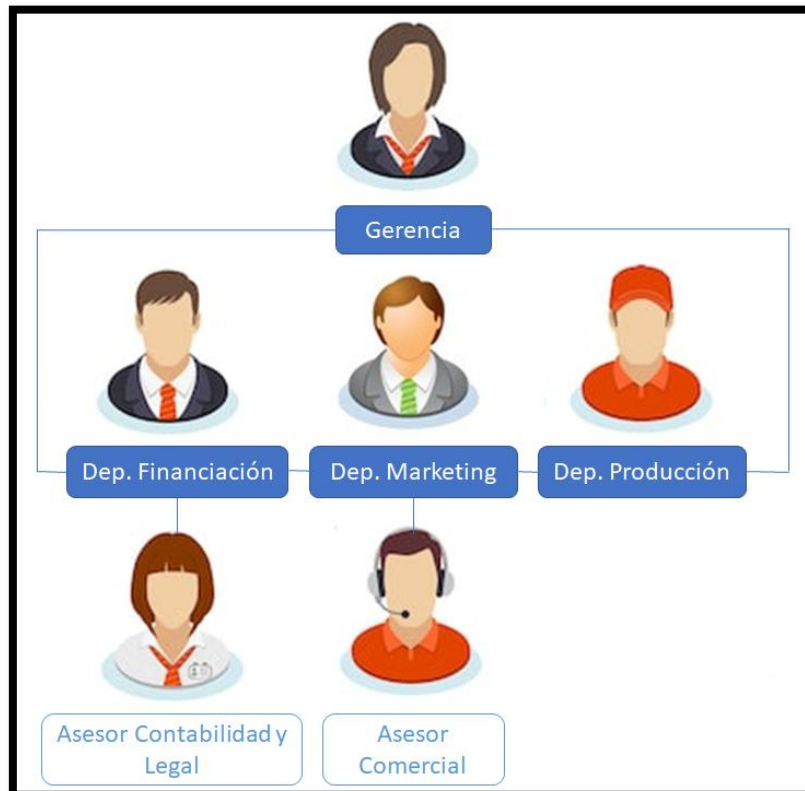 Gerencia
Dep. Financiación
Dep. Marketing
Dep. Producción
Asesor Contabilidad y
Legal
Asesor
Comercial